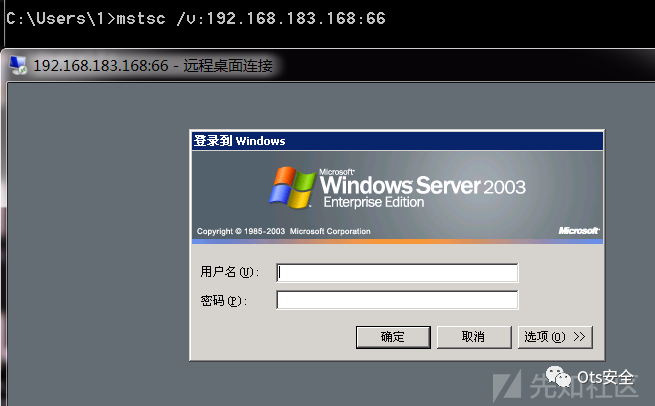 C:\Users\1>mstsc /v:192.168.183.168:66
192.168.183.168:66 - 远程桌面连接
登录到 Windows
Microsoft
Windows Server 2003
Enterprise Edition
Copyright © 1985-2003 Microsoft Corporation
Microsoft
用户名(U):
密码(P):
确定
取消
选项(O) >>
Ots安全
先知社区